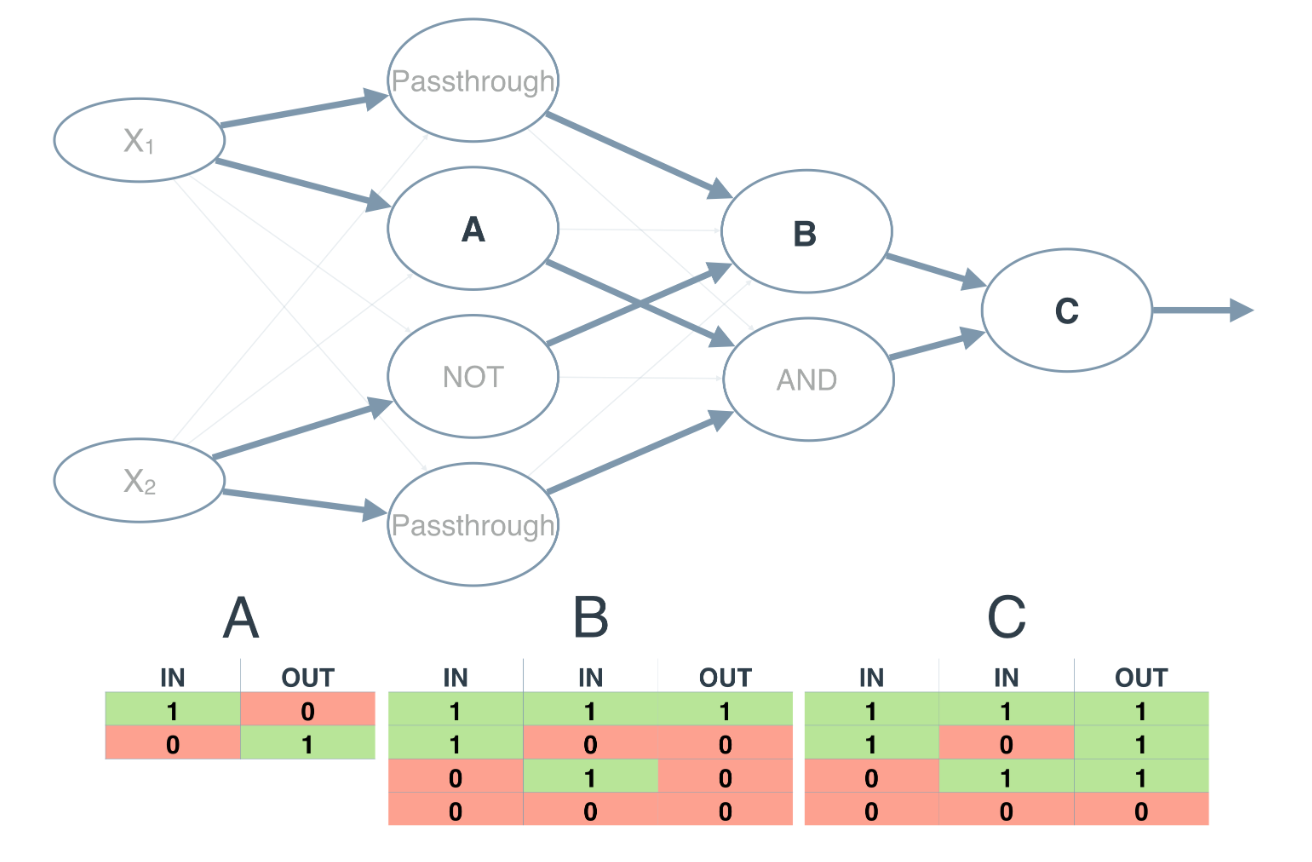 Passthrough
X₁
A
B
C
NOT
AND
X₂
Passthrough
A B C
IN OUT IN IN OUT IN IN OUT
1 0 1 1 1 1 1 1
0 1 1 0 0 1 0 1
0 1 0 0 1 1
0 0 0 0 0 0